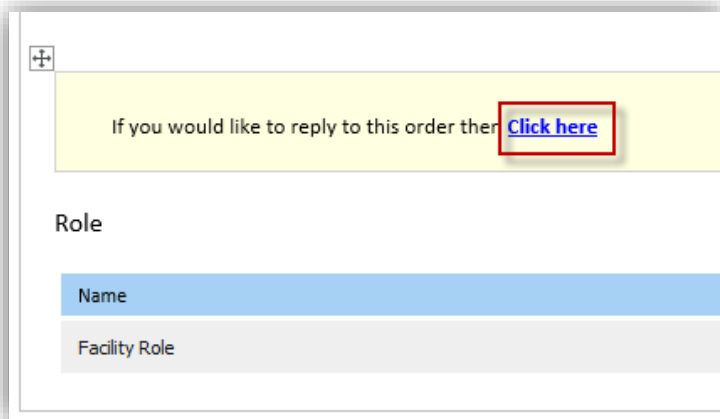 If you would like to reply to this order then Click here
Role
Name
Facility Role